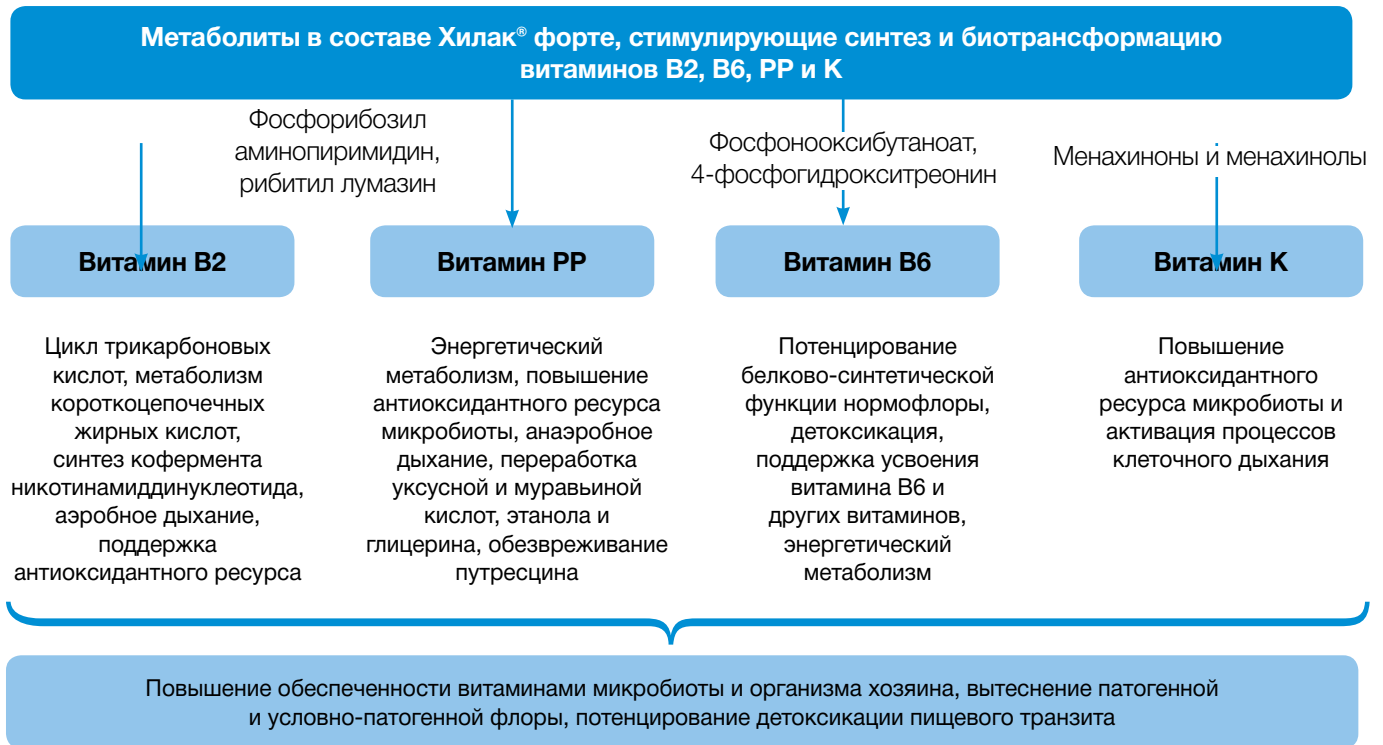 Метаболиты в составе Хилак® форте, стимулирующие синтез и биотрансформацию
витаминов В2, В6, РР и К
Фосфорибозил
аминопиримидин,
рибитил лумазин
Фосфонооксибутаноат,
4-фосфогидрокситреонин
Менахиноны и менахинолы
Витамин В2
Витамин РР
Витамин В6
Витамин К
Цикл трикарбоновых
кислот, метаболизм
короткоцепочечных
жирных кислот,
синтез кофермента
никотинамиддинуклеотида,
аэробное дыхание,
поддержка
антиоксидантного ресурса
Энергетический
метаболизм, повышение
антиоксидантного ресурса
микробиоты, анаэробное
дыхание, переработка
уксусной и муравьиной
кислот, этанола и
глицерина, обезвреживание
путресцина
Потенцирование
белково-синтетической
функции нормофлоры,
детоксикация,
поддержка усвоения
витамина В6 и
других витаминов,
энергетический
метаболизм
Повышение
антиоксидантного
ресурса микробиоты и
активация процессов
клеточного дыхания
Повышение обеспеченности витаминами микробиоты и организма хозяина, вытеснение патогенной
и условно-патогенной флоры, потенцирование детоксикации пищевого транзита